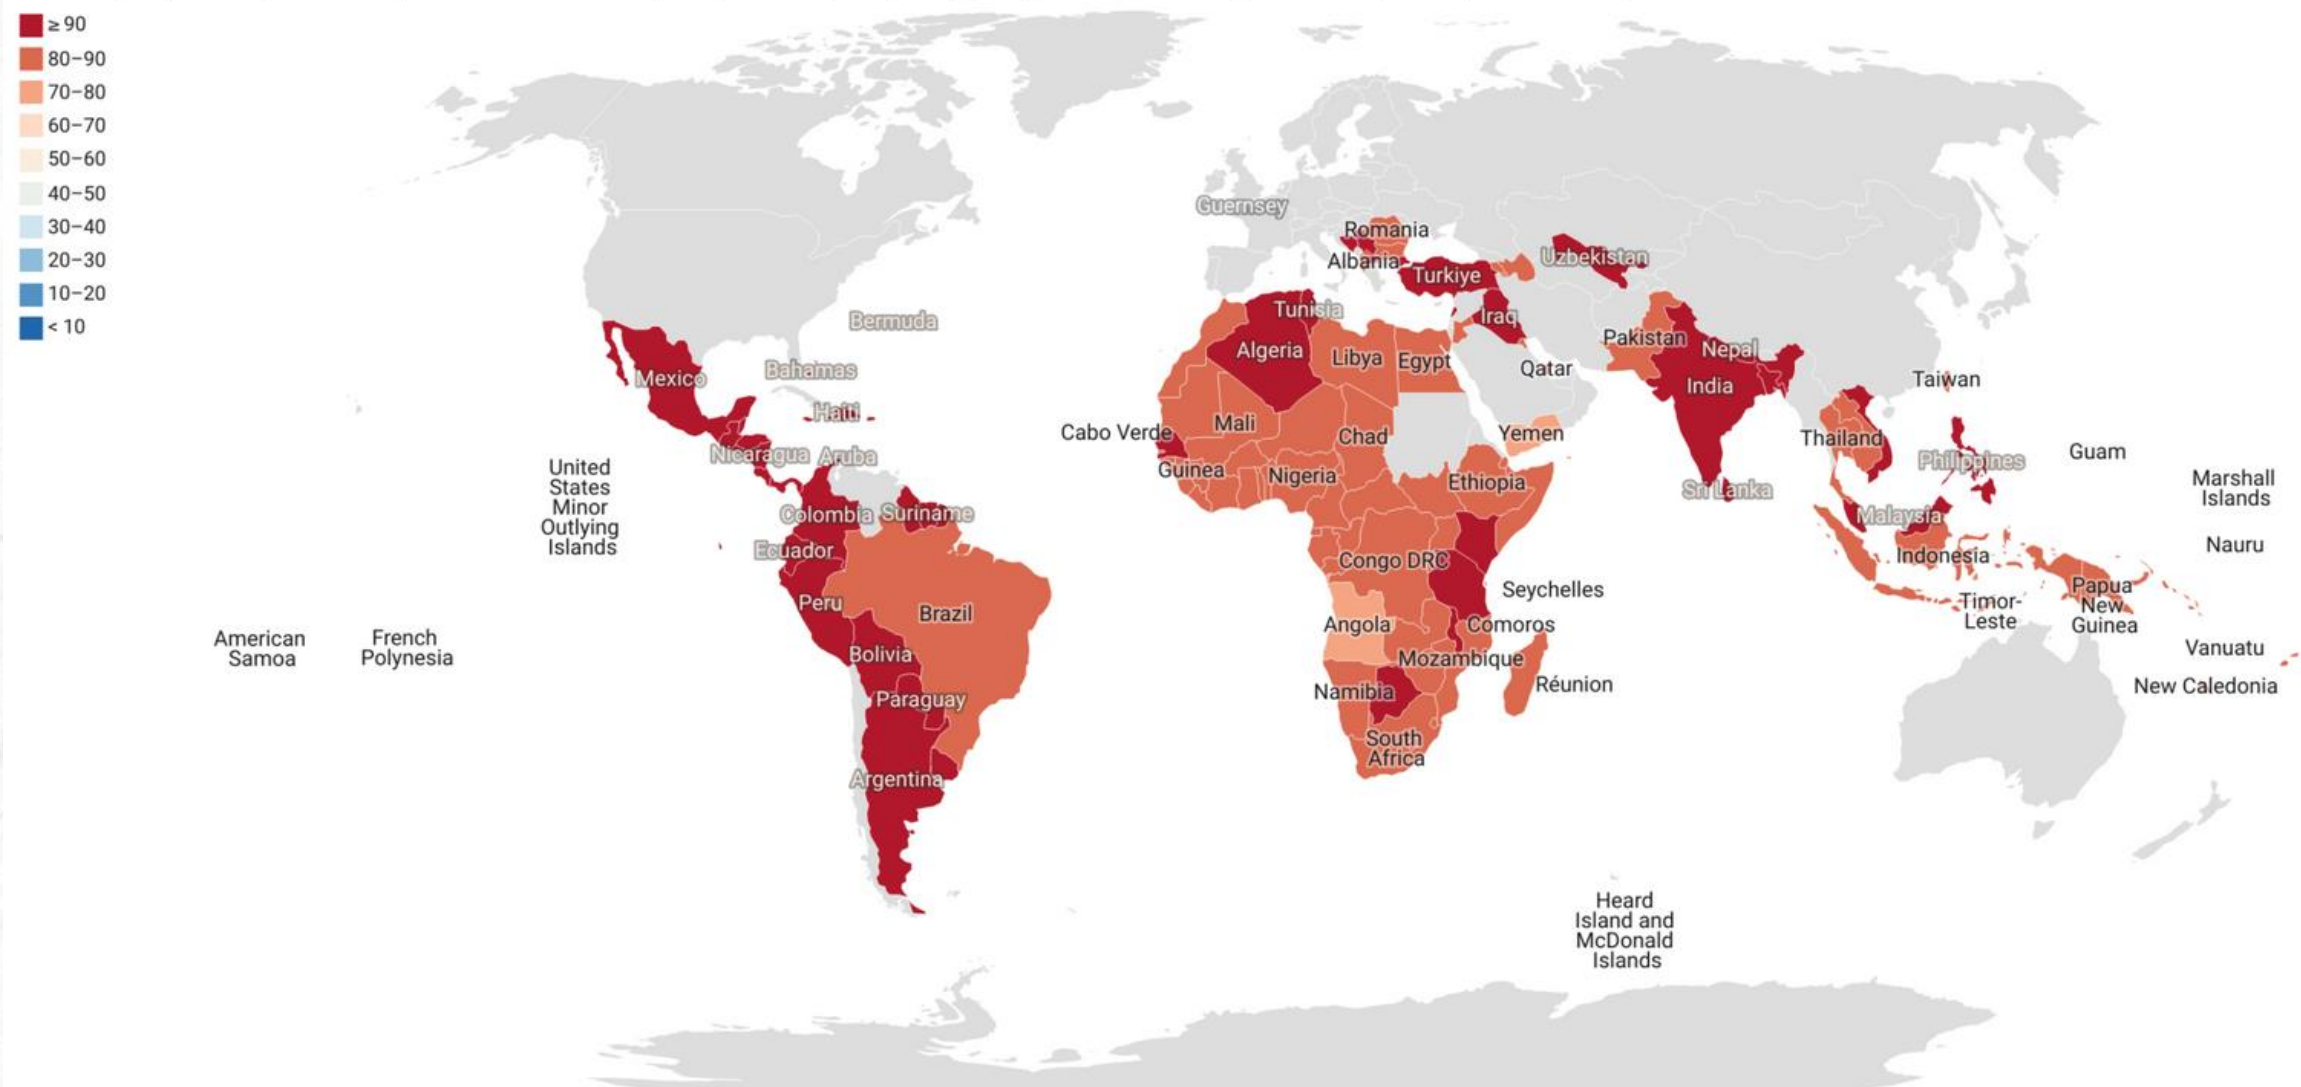 ≥ 90
80–90
70–80
60–70
50–60
40–50
30–40
20–30
10–20
< 10
Guernsey
Romania
Albania
Turkiye
Uzbekistan
Tunisia
Iraq
Bermuda
Pakistan
Nepal
Algeria
Libya
Egypt
Bahamas
Qatar
Mexico
India
Taiwan
Haiti
Mali
Cabo Verde
Chad
Yemen
Thailand
Nicaragua
Aruba
Guam
Philippines
United
States
Minor
Outlying
Islands
Guinea
Nigeria
Ethiopia
Sri Lanka
Marshall
Islands
Colombia
Suriname
Malaysia
Ecuador
Congo DRC
Indonesia
Nauru
Seychelles
Peru
Brazil
Timor-
Leste
Papua
New
Guinea
Angola
Comoros
American
Samoa
French
Polynesia
Bolivia
Mozambique
Vanuatu
Paraguay
Namibia
Réunion
New Caledonia
South
Africa
Argentina
Heard
Island and
McDonald
Islands